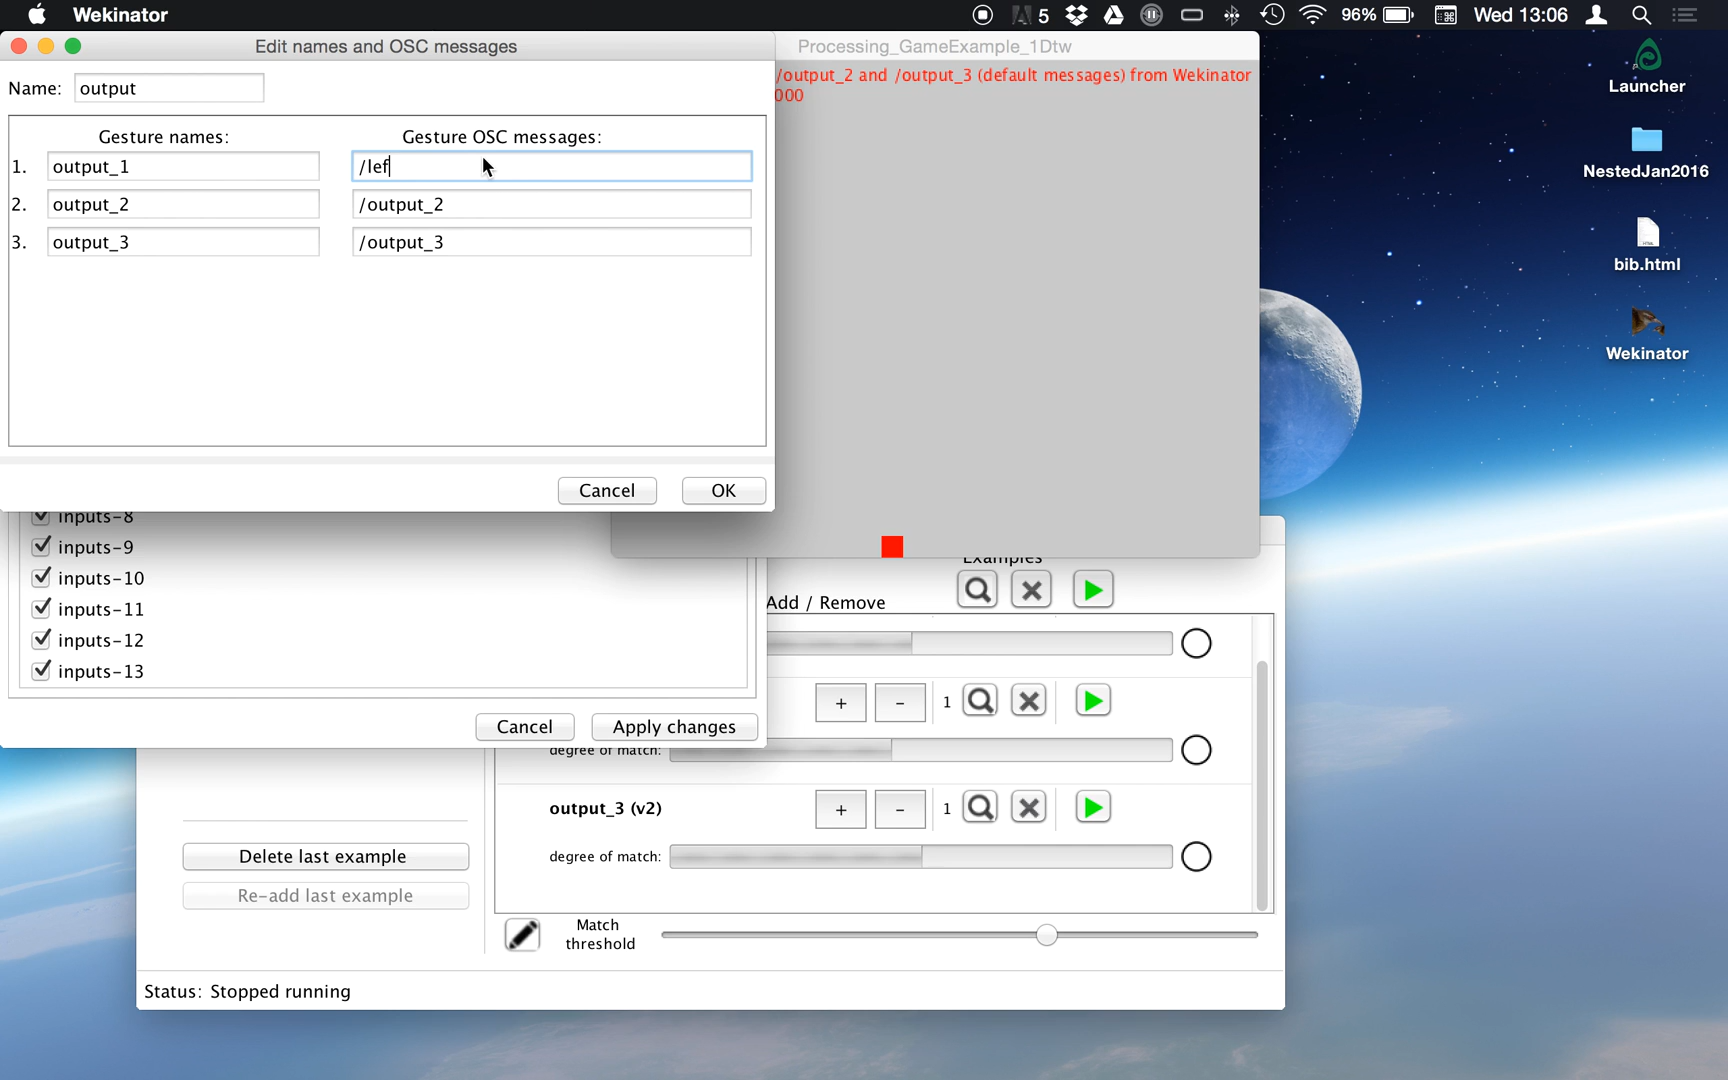 Wekinator
5
96%
Wed 13:06
Edit names and OSC messages
Name: output
Gesture names:
Gesture OSC messages:
1. output_1 /lef
2. output_2 /output_2
3. output_3 /output_3
Cancel
OK
Processing_GameExample_1Dtw
/output_2 and /output_3 (default messages) from Wekinator
000
Launcher
NestedJan2016
HTML
bib.html
Wekinator
inputs-8
inputs-9
inputs-10
inputs-11
inputs-12
inputs-13
Cancel
Apply changes
Examples
Add / Remove
+ - 1
degree of match:
output_3 (v2) + - 1
degree of match:
Delete last example
Re-add last example
Match
threshold
Status: Stopped running